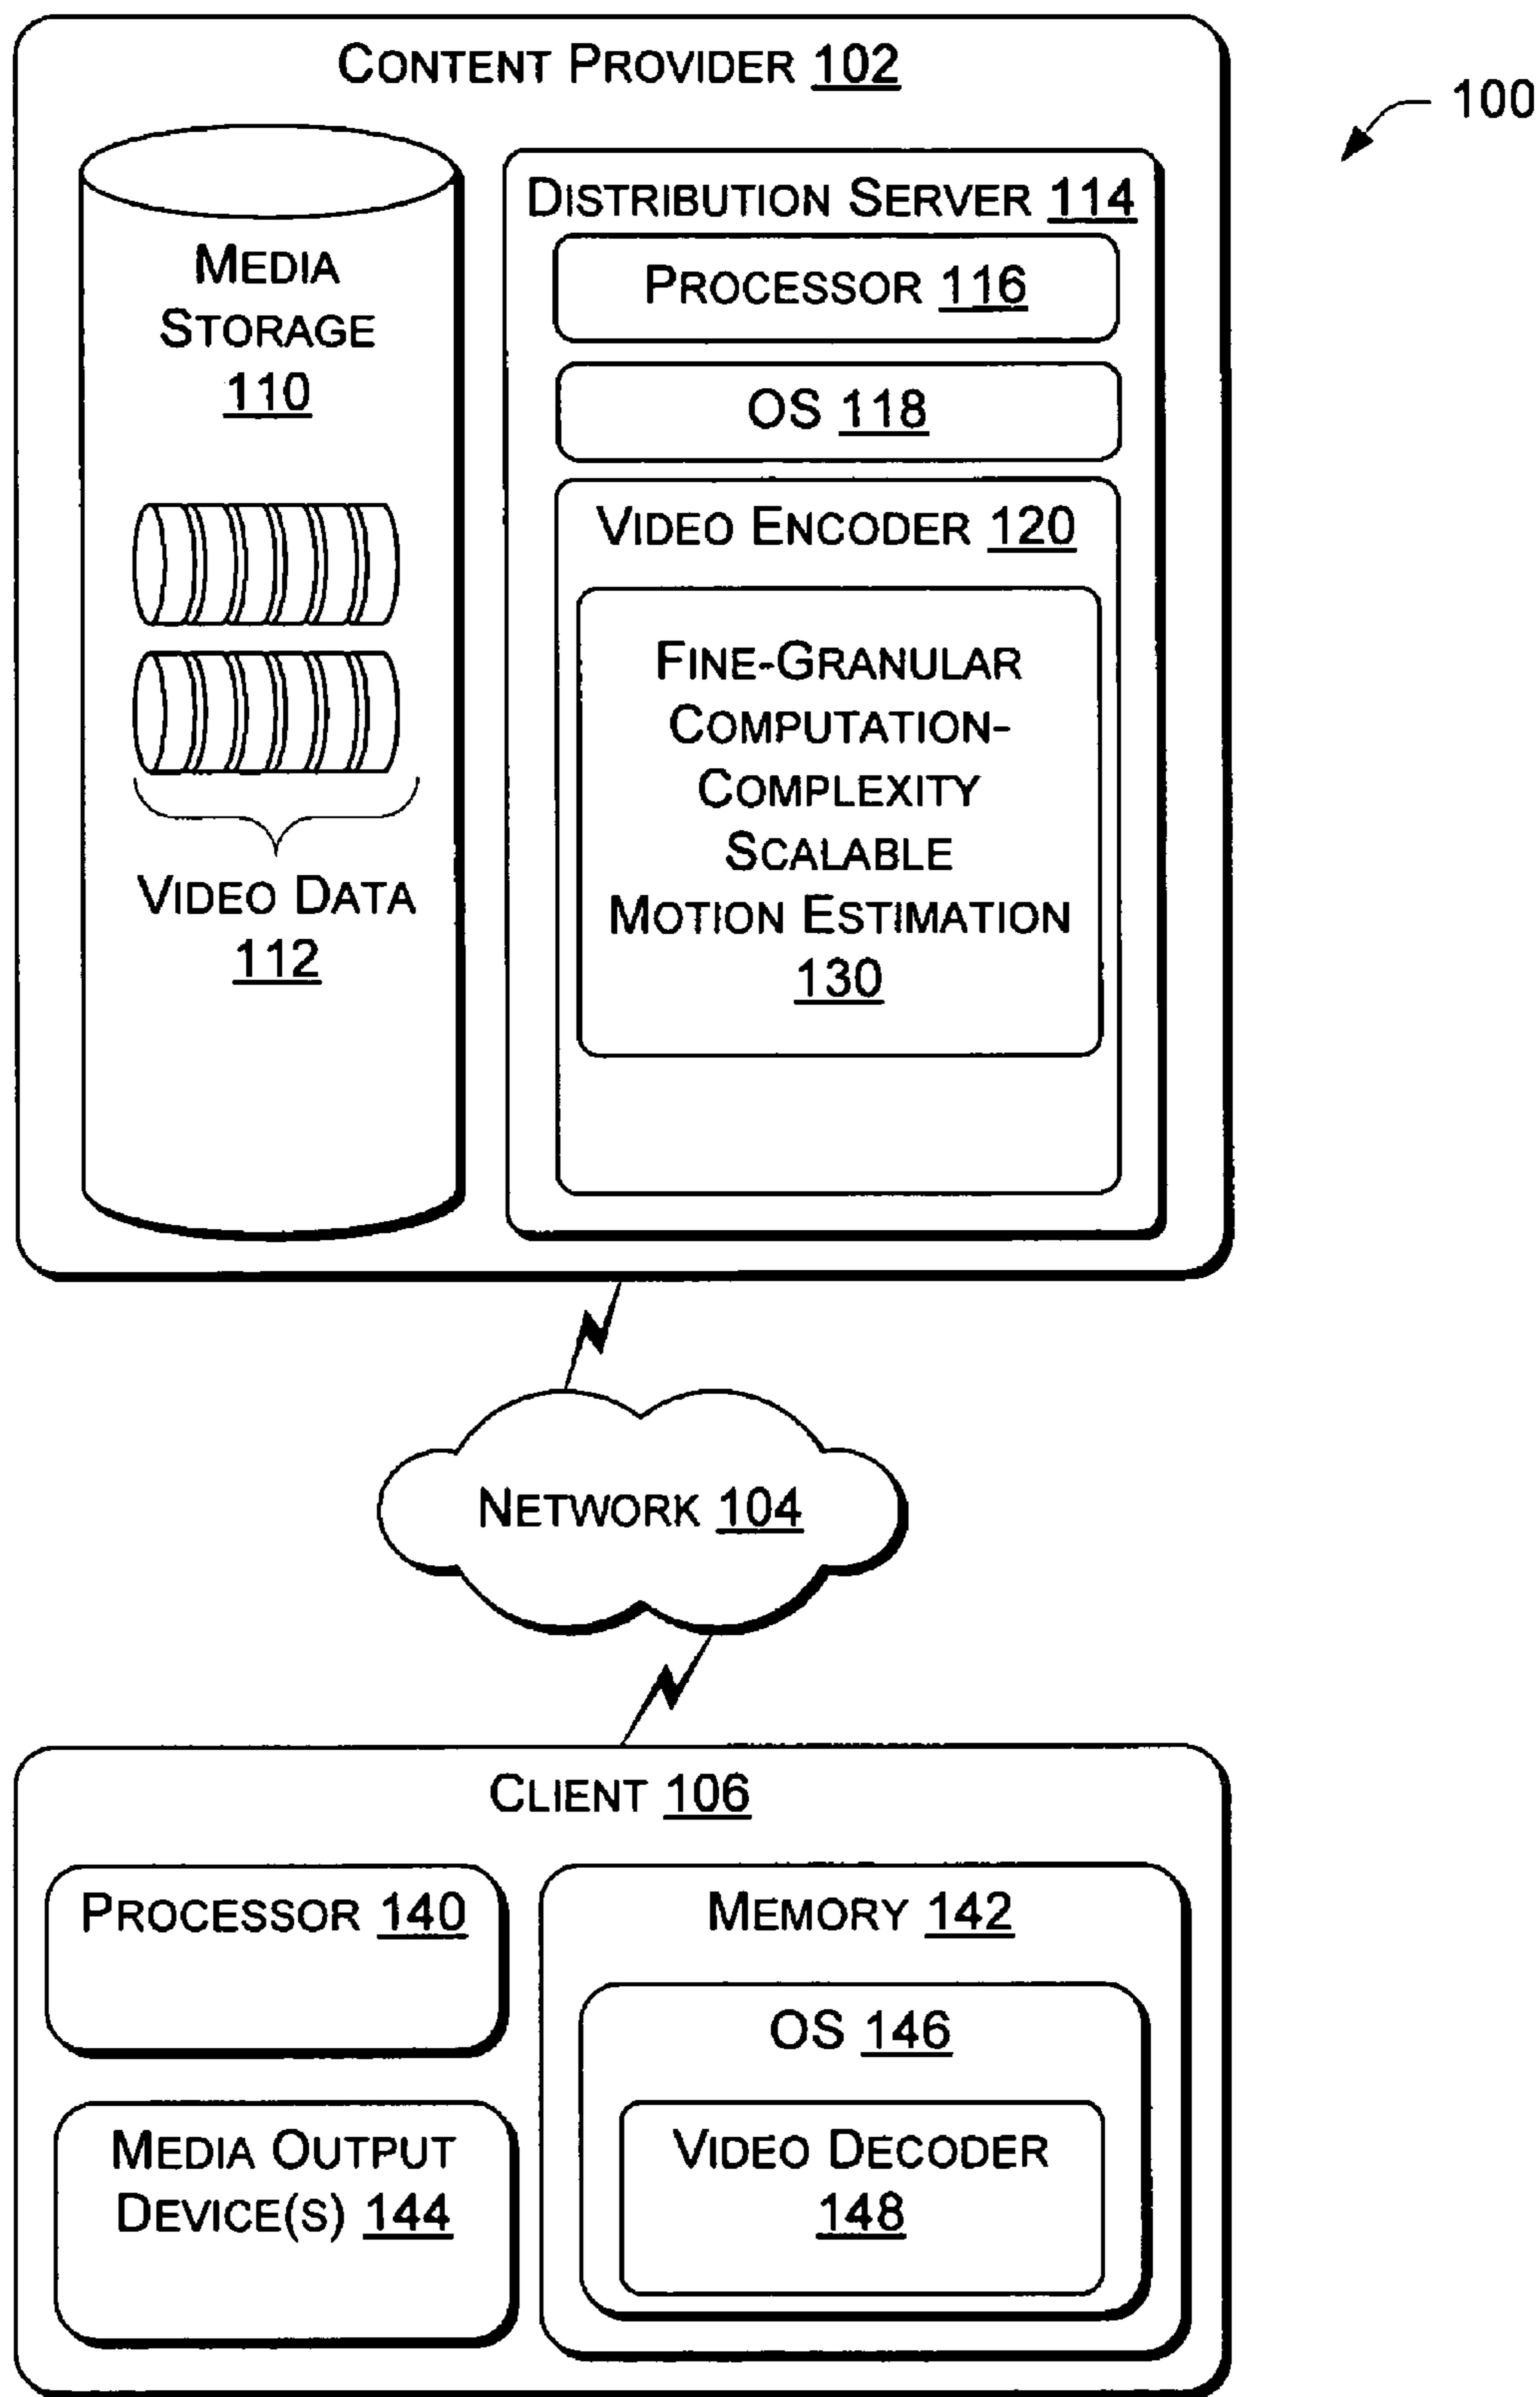 CONTENT PROVIDER 102
100
MEDIA
STORAGE
110
VIDEO DATA
112
DISTRIBUTION SERVER 114
PROCESSOR 116
OS 118
VIDEO ENCODER 120
FINE-GRANULAR
COMPUTATION-
COMPLEXITY
SCALABLE
MOTION ESTIMATION
130
NETWORK 104
CLIENT 106
PROCESSOR 140
MEDIA OUTPUT
DEVICE(S) 144
MEMORY 142
OS 146
VIDEO DECODER
148